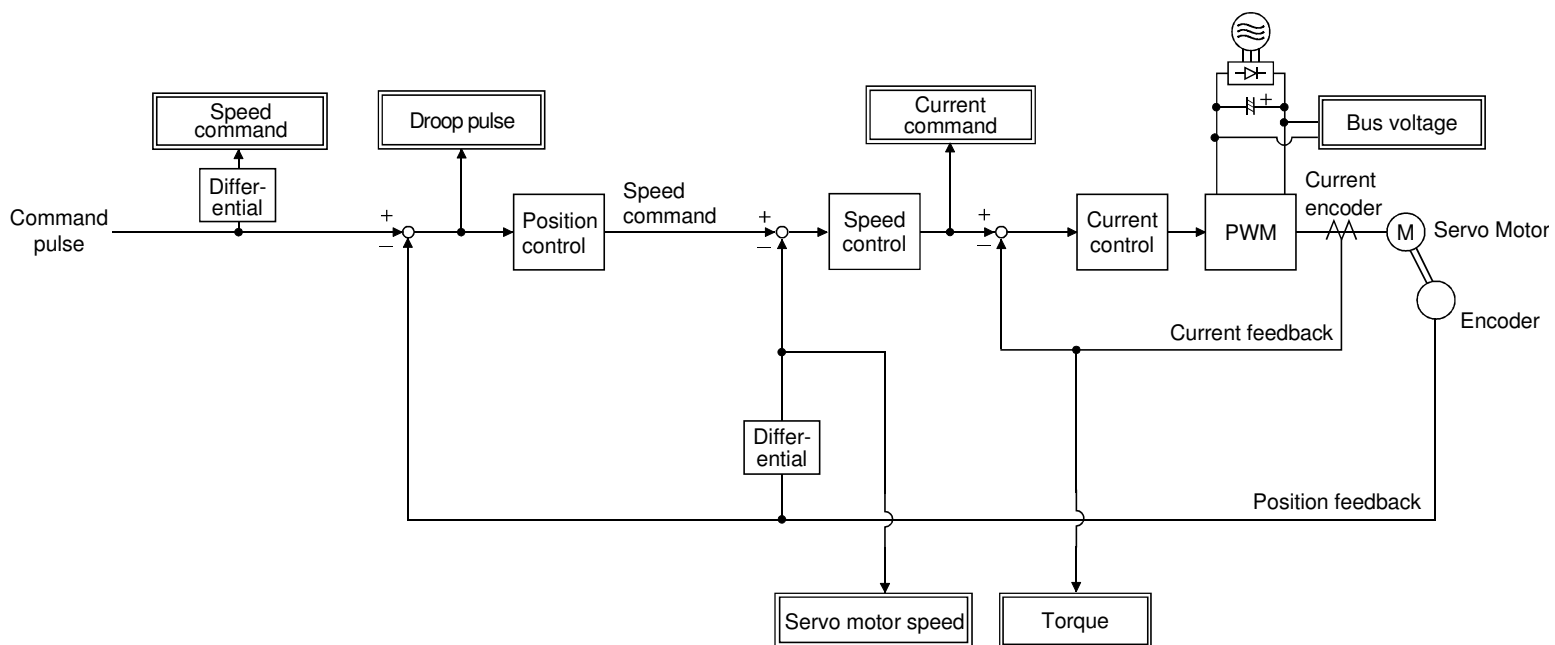 Speed
command
Droop pulse
Current
command
+
Bus voltage
Differ-
ential
Command
pulse
+
−
Position
control
Speed
command
+
−
Speed
control
+
−
Current
control
PWM
Current
encoder
M
Servo Motor
Encoder
Current feedback
Differ-
ential
Position feedback
Servo motor speed
Torque